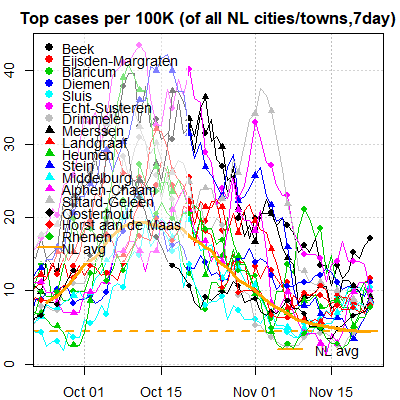 Top cases per 100K (of all NL cities/towns,7day)
Beek
Eijsden-Margraten
Blaricum
Diemen
Sluis
Echt-Susteren
Drimmelen
Meerssen
Landgraaf
Heumen
Stein
Middelburg
Alphen-Chaam
Sittard-Geleen
Oosterhout
Horst aan de Maas
Rhenen
NL avg
NL avg
0
10
20
30
40
Oct 01
Oct 15
Nov 01
Nov 15